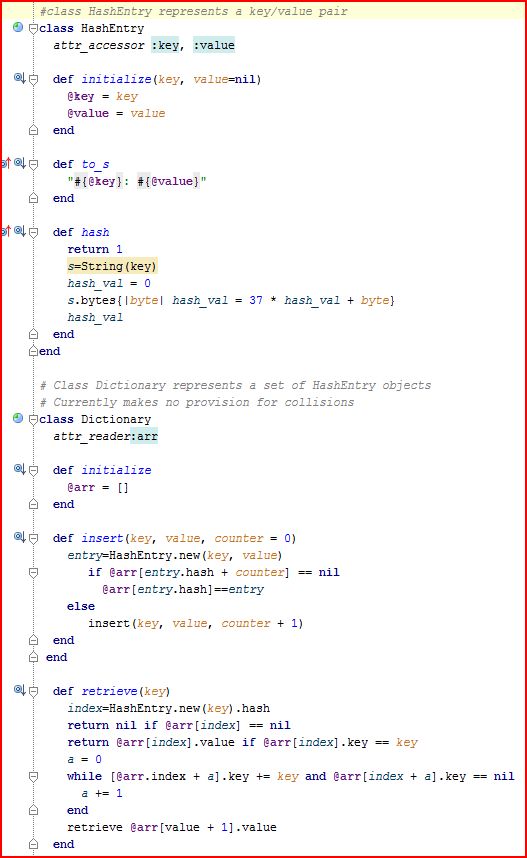 #class HashEntry represents a key/value pair
class HashEntry
  attr_accessor :key, :value

  def initialize(key, value=nil)
    @key = key
    @value = value
  end

  def to_s
    "#{@key}: #{@value}"
  end

  def hash
    return 1
    s=String(key)
    hash_val = 0
    s.bytes{|byte| hash_val = 37 * hash_val + byte}
    hash_val
  end
end

# Class Dictionary represents a set of HashEntry objects
# Currently makes no provision for collisions
class Dictionary
  attr_reader:arr

  def initialize
    @arr = []
  end

  def insert(key, value, counter = 0)
    entry=HashEntry.new(key, value)
       if @arr[entry.hash + counter] == nil
         @arr[entry.hash]==entry
    else
       insert(key, value, counter + 1)
  end
 end

  def retrieve(key)
    index=HashEntry.new(key).hash
    return nil if @arr[index] == nil
    return @arr[index].value if @arr[index].key == key
    a = 0
    while [@arr.index + a].key += key and @arr[index + a].key == nil
      a += 1
    end
    retrieve @arr[value + 1].value
  end